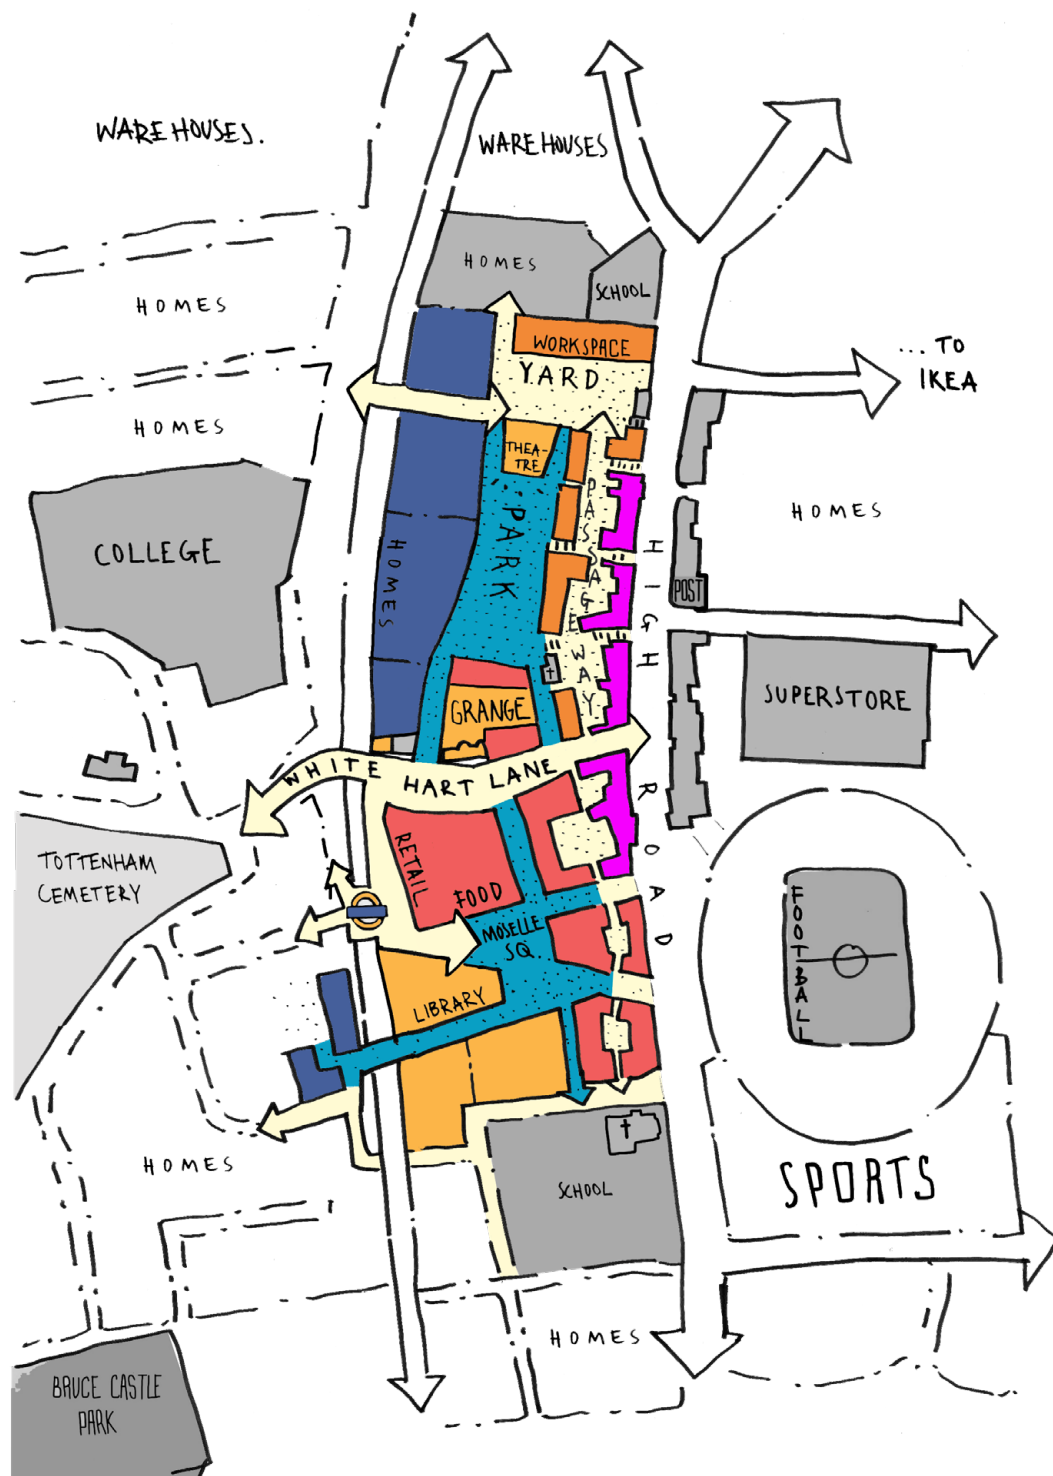 WAREHOUSES.
WAREHOUSES
HOMES
SCHOOL
HOMES
WORKSPACE
YARD
... TO
IKEA
HOMES
THEA-
TRE
PARK
PASSAGE WAY
HIGH ROAD
HOMES
COLLEGE
HOMES
POST
GRANGE
SUPERSTORE
WHITE HART LANE
RETAIL
FOOD
TOTTENHAM
CEMETERY
MOSELLE
SQ
FOOTBALL
LIBRARY
HOMES
SCHOOL
SPORTS
HOMES
BRUCE CASTLE
PARK